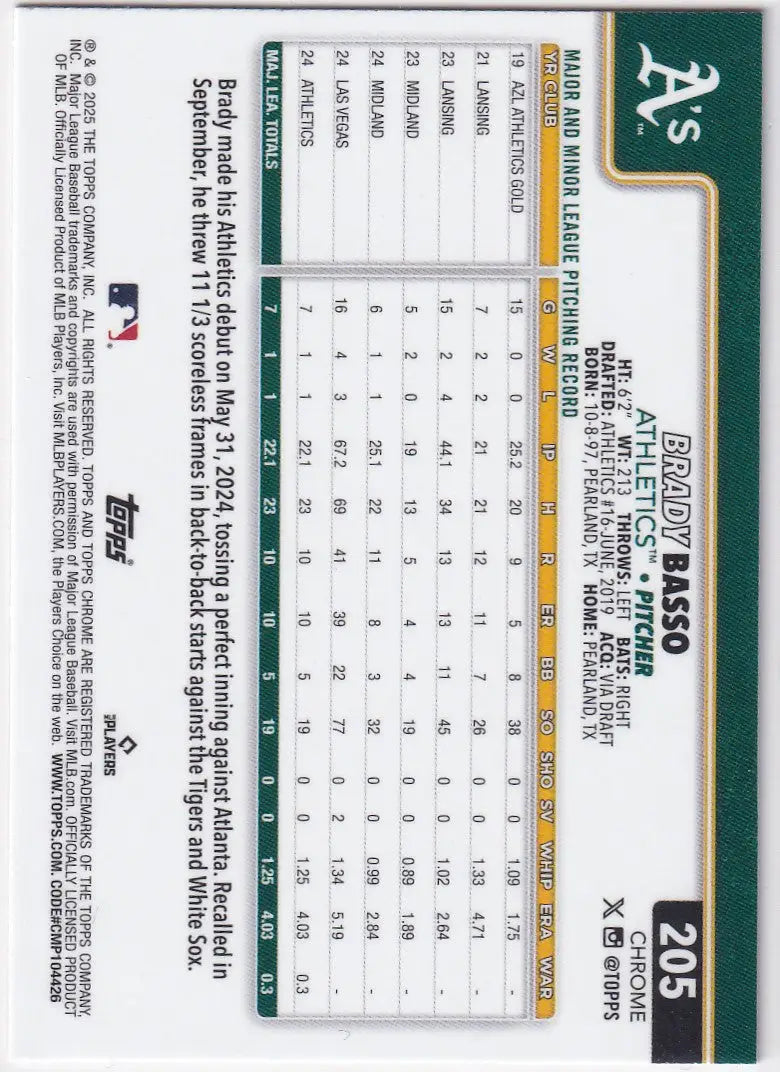 A's™
205
CHROME
@TOPPS
BRADY BASSO
ATHLETICS™ • PITCHER
HT: 6'2" WT: 213 THROWS: LEFT BATS: RIGHT
DRAFTED: ATHLETICS #16-JUNE, 2019 ACQ: VIA DRAFT
BORN: 10-8-97, PEARLAND, TX HOME: PEARLAND, TX
MAJOR AND MINOR LEAGUE PITCHING RECORD
YR CLUB G W L IP H R ER BB SO SHO SV WHIP ERA WAR
19 AZL ATHLETICS GOLD 15 0 0 25.2 20 9 5 8 38 0 0 1.09 1.75 -
21 LANSING 7 2 2 21 21 12 11 7 26 0 0 1.33 4.71 -
23 LANSING 15 2 4 44.1 34 13 13 11 45 0 0 1.02 2.64 -
23 MIDLAND 5 2 0 19 13 5 4 4 19 0 0 0.89 1.89 -
24 MIDLAND 6 1 1 25.1 22 11 8 3 32 0 0 0.99 2.84 -
24 LAS VEGAS 16 4 3 67.2 69 41 39 22 77 0 2 1.34 5.19 -
24 ATHLETICS 7 1 1 22.1 23 10 10 5 19 0 0 1.25 4.03 0.3
MAJ. LEA. TOTALS 7 1 1 22.1 23 10 10 5 19 0 0 1.25 4.03 0.3
Brady made his Athletics debut on May 31, 2024, tossing a perfect inning against Atlanta. Recalled in
September, he threw 11 1/3 scoreless frames in back-to-back starts against the Tigers and White Sox.
topps®
PLAYERS
® & © 2025 THE TOPPS COMPANY, INC. ALL RIGHTS RESERVED. TOPPS AND TOPPS CHROME ARE REGISTERED TRADEMARKS OF THE TOPPS COMPANY,
INC. Major League Baseball trademarks and copyrights are used with permission of Major League Baseball. Visit MLB.com. OFFICIALLY LICENSED PRODUCT
OF MLB. Officially Licensed Product of MLB Players, Inc. Visit MLBPLAYERS.COM, the Players Choice on the web. WWW.TOPPS.COM. CODE#CMP104426